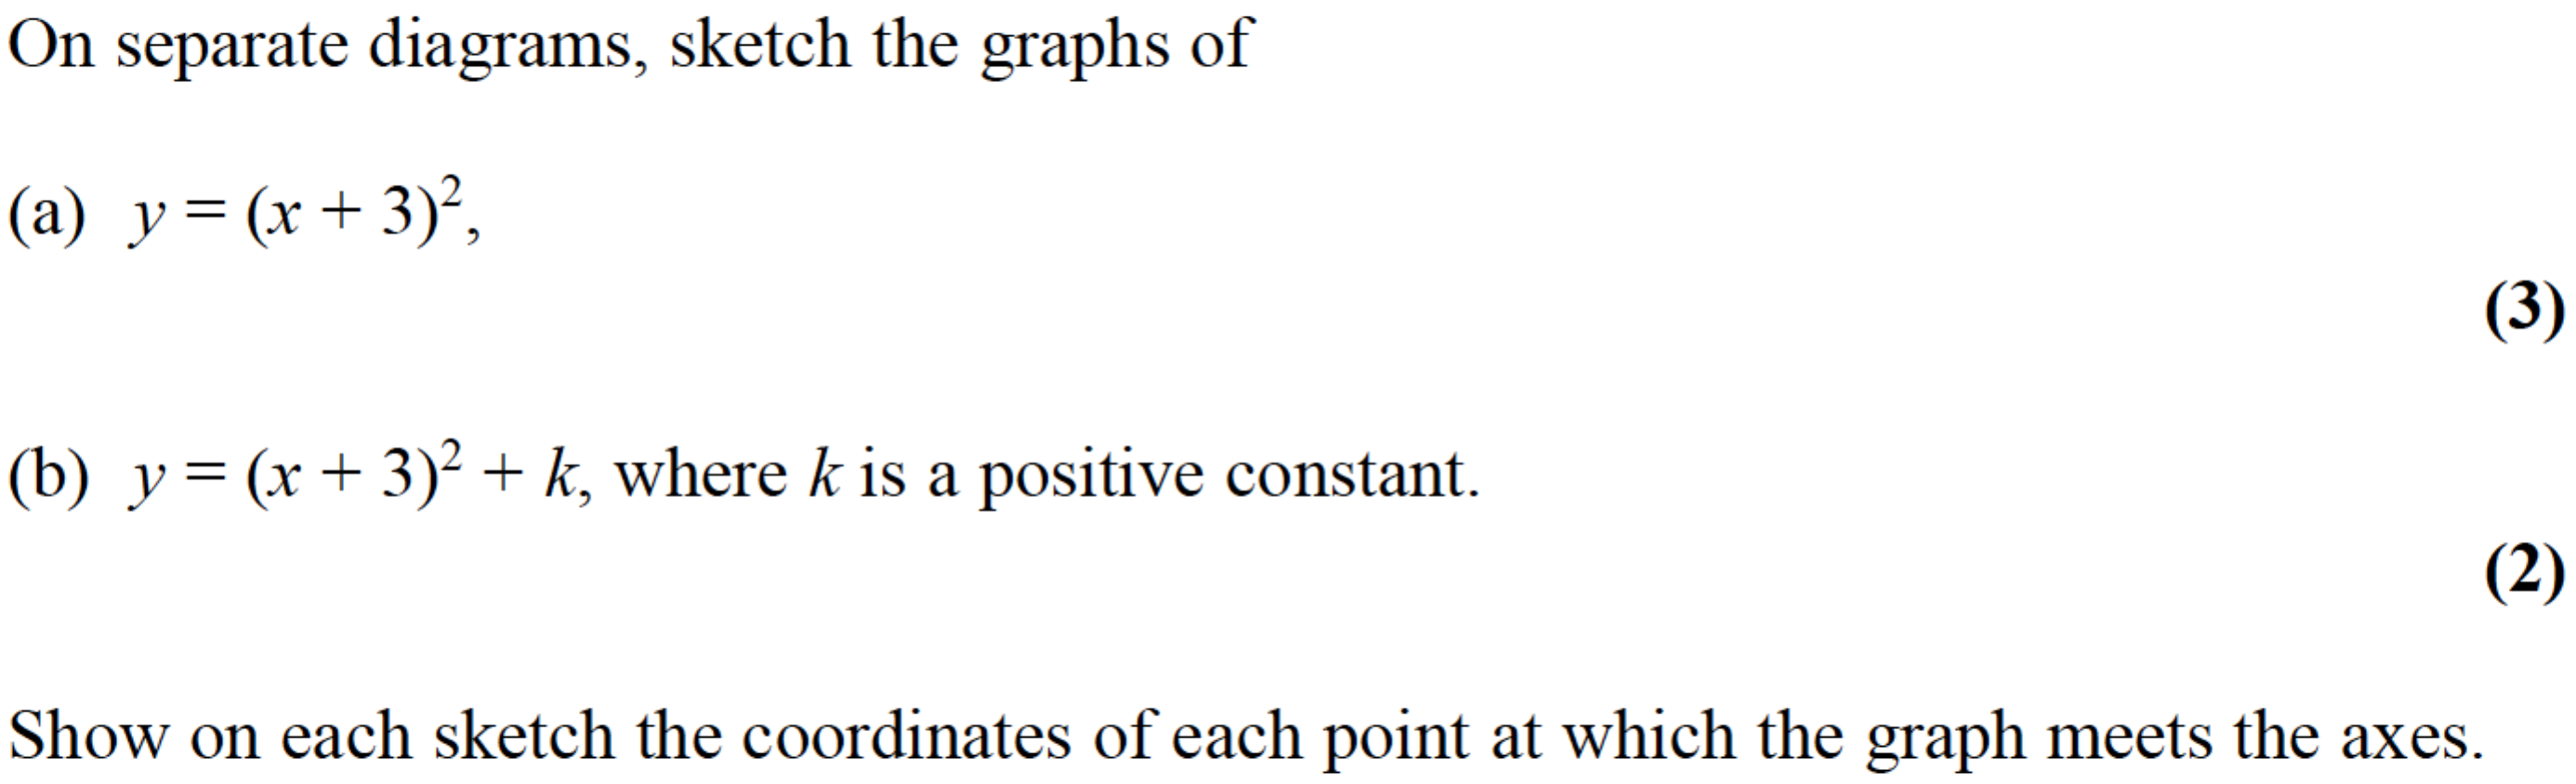 On separate diagrams, sketch the graphs of
(a) y = (x + 3)²,
(3)
(b) y = (x + 3)² + k, where k is a positive constant.
(2)
Show on each sketch the coordinates of each point at which the graph meets the axes.